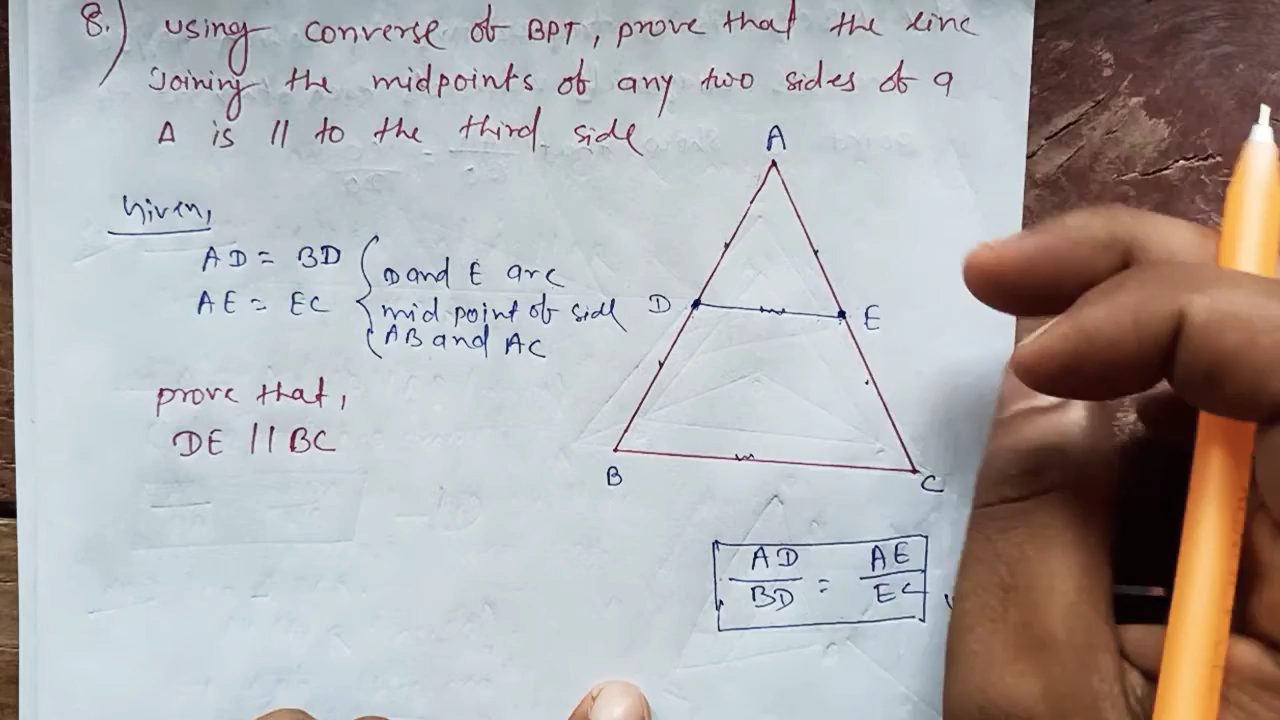 8.) using converse of BPT, prove that the line
Joining the midpoints of any two sides of a
Δ is || to the third side
A
Given,
AD = BD { D and E are
AE = EC { mid point of side
{ AB and AC
D
E
prove that,
DE || BC
B
C
AD/BD = AE/EC